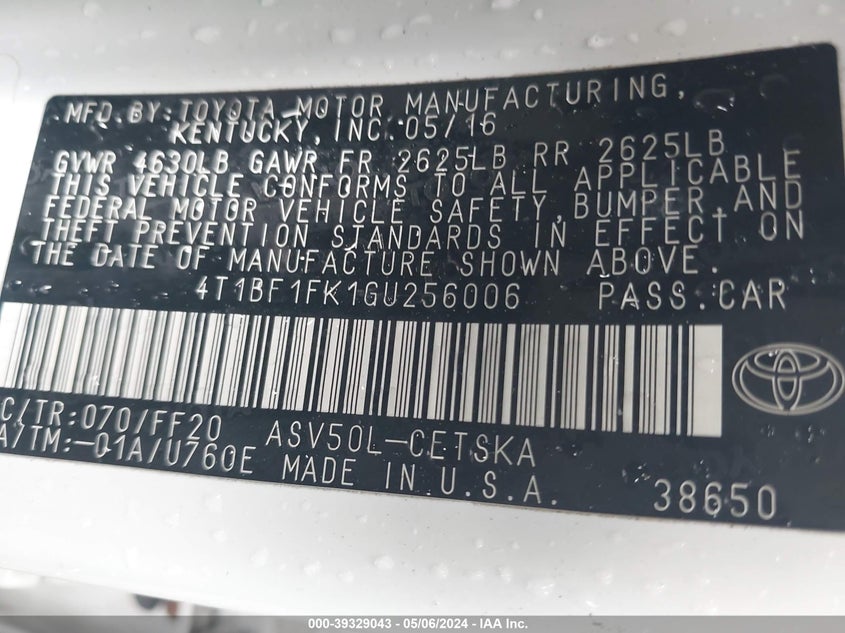 MFD. BY: TOYOTA MOTOR MANUFACTURING,
KENTUCKY, INC. 05/16
GVWR 4630LB GAWR FR 2625LB RR 2625LB
THIS VEHICLE CONFORMS TO ALL APPLICABLE
FEDERAL MOTOR VEHICLE SAFETY, BUMPER, AND
THEFT PREVENTION STANDARDS IN EFFECT ON
THE DATE OF MANUFACTURE SHOWN ABOVE.
4T1BF1FK1GU256006 PASS.CAR
C/TR: 070/FF20 ASV50L-CETSKA
A/TM:-01A/U760E MADE IN U.S.A. 38650
000-39329043 - 05/06/2024 - IAAI.com